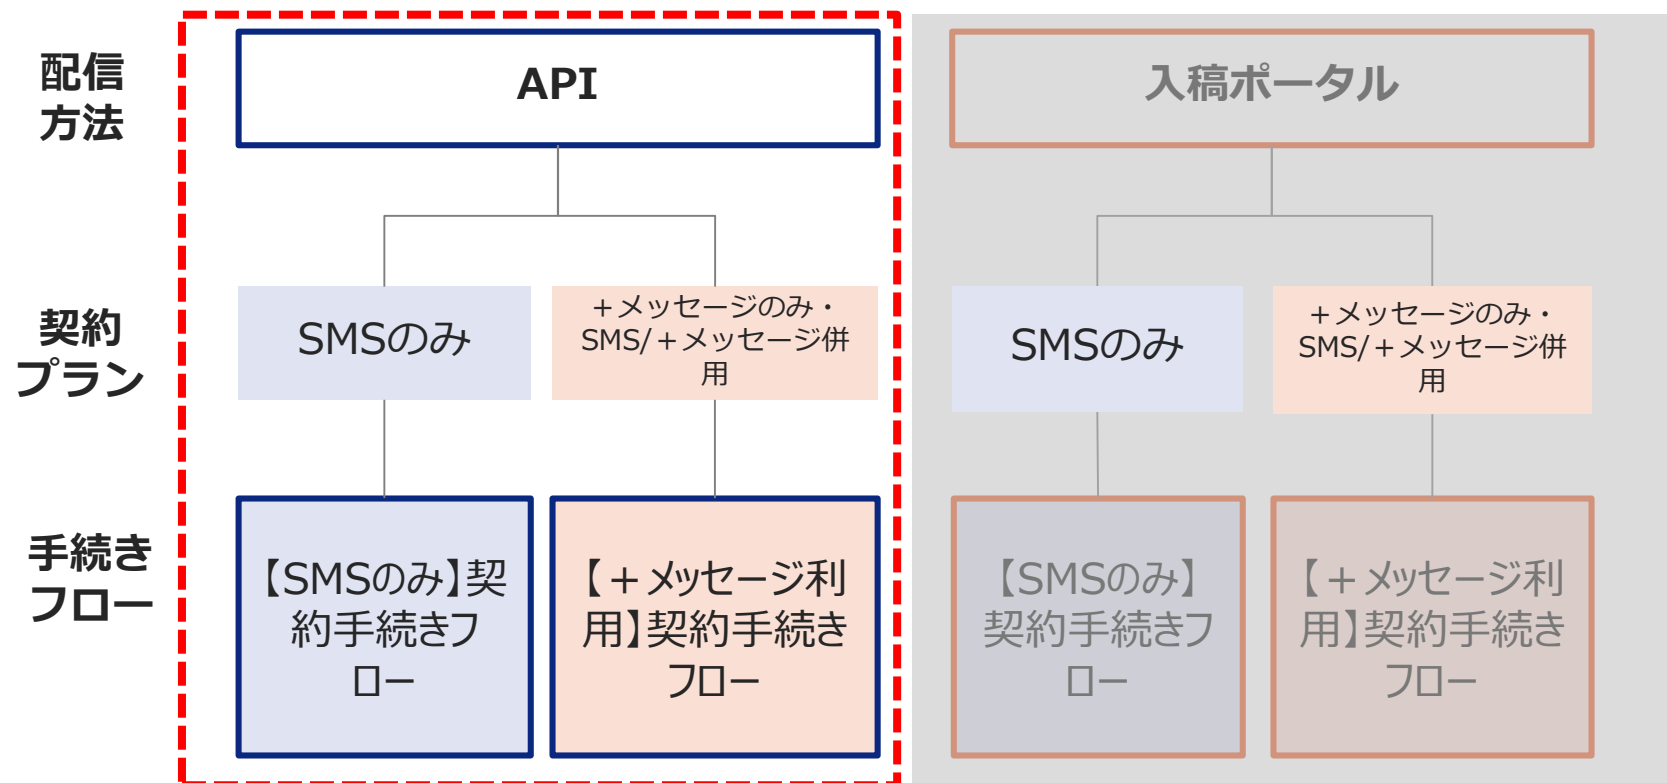 配信
方法
API
入稿ポータル
契約
プラン
SMSのみ
+メッセージのみ・
SMS/+メッセージ併
用
SMSのみ
+メッセージのみ・
SMS/+メッセージ併
用
手続き
フロー
【SMSのみ】契
約手続きフ
ロー
【+メッセージ利
用】契約手続き
フロー
【SMSのみ】
契約手続きフ
ロー
【+メッセージ利
用】契約手続き
フロー